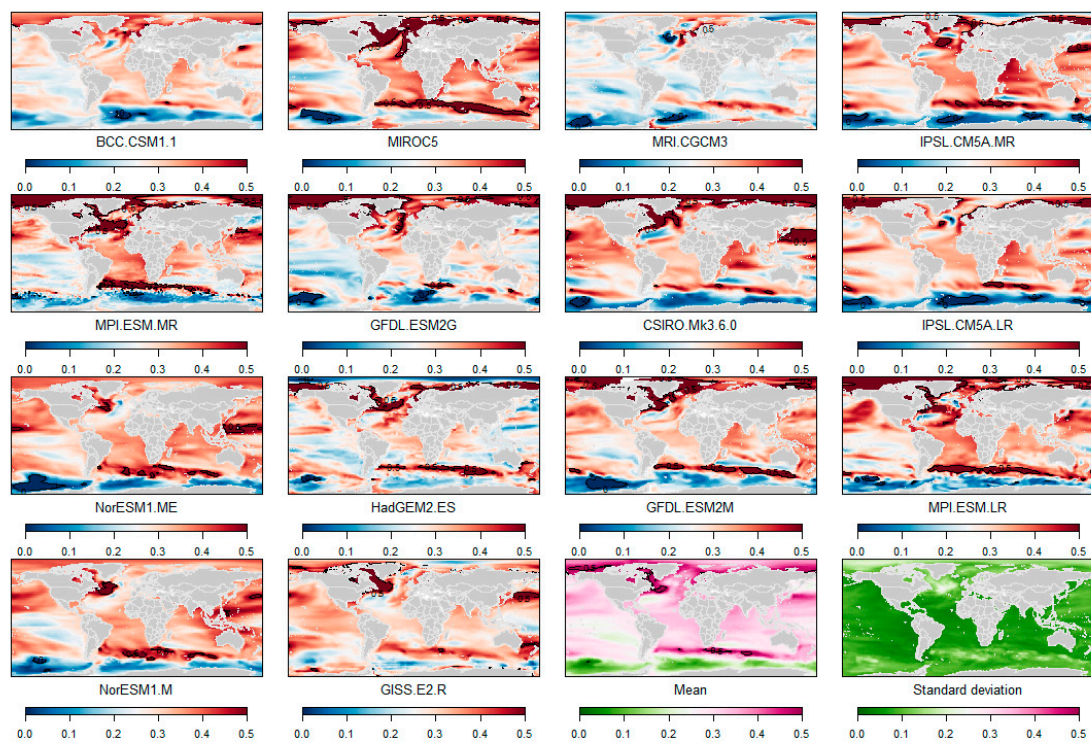 BCC.CSM1.1 MIROC5 MRI.CGCM3 IPSL.CM5A.MR
0.0 0.1 0.2 0.3 0.4 0.5 0.0 0.1 0.2 0.3 0.4 0.5 0.0 0.1 0.2 0.3 0.4 0.5 0.0 0.1 0.2 0.3 0.4 0.5
MPI.ESM.MR GFDL.ESM2G CSIRO.Mk3.6.0 IPSL.CM5A.LR
0.0 0.1 0.2 0.3 0.4 0.5 0.0 0.1 0.2 0.3 0.4 0.5 0.0 0.1 0.2 0.3 0.4 0.5 0.0 0.1 0.2 0.3 0.4 0.5
NorESM1.ME HadGEM2.ES GFDL.ESM2M MPI.ESM.LR
0.0 0.1 0.2 0.3 0.4 0.5 0.0 0.1 0.2 0.3 0.4 0.5 0.0 0.1 0.2 0.3 0.4 0.5 0.0 0.1 0.2 0.3 0.4 0.5
NorESM1.M GISS.E2.R Mean Standard deviation
0.0 0.1 0.2 0.3 0.4 0.5 0.0 0.1 0.2 0.3 0.4 0.5 0.0 0.1 0.2 0.3 0.4 0.5 0.0 0.1 0.2 0.3 0.4 0.5